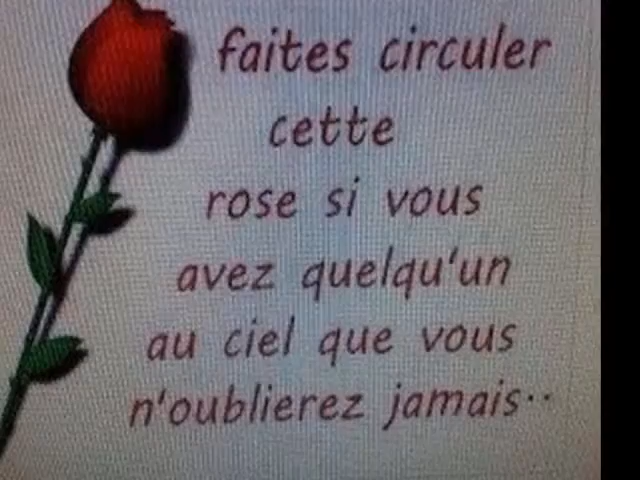 faites circuler
cette
rose si vous
avez quelqu'un
au ciel que vous
n'oublierez jamais..